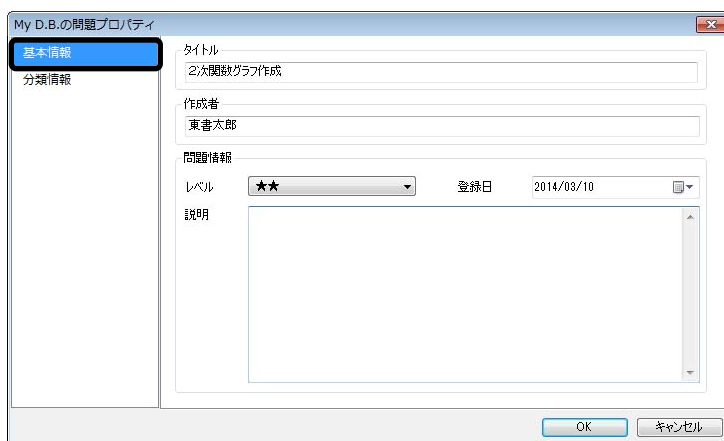 My D.B.の問題プロパティ
基本情報
分類情報
タイトル
2次関数グラフ作成
作成者
東書太郎
問題情報
レベル ★★ 登録日 2014/03/10
説明
OK キャンセル